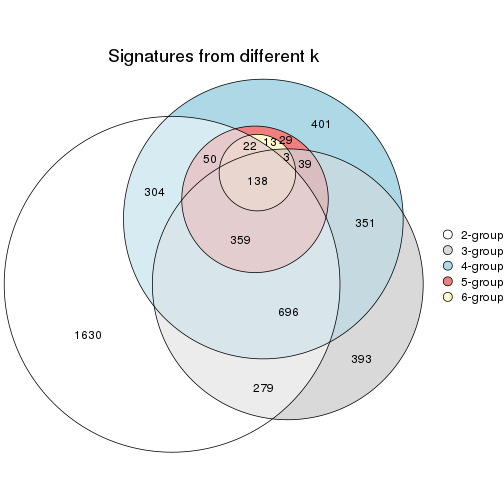 Signatures from different k
401
13
29
22
3
50
39
138
304
351
359
696
1630
393
279
2-group
3-group
4-group
5-group
6-group